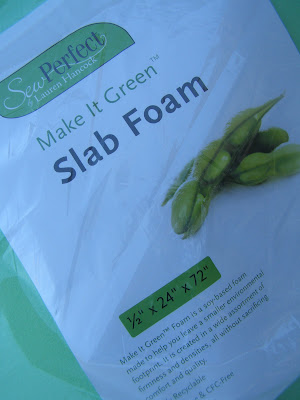 SewPerfect
by Lauren Hancock
Make It Green™
Slab Foam
½" x 24" x 72"
Make It Green™ Foam is a soy-based foam
made to help you leave a smaller environmental
footprint. It is created in a wide assortment of
firmness and densities, all without sacrificing
comfort and quality.
Recyclable
& CFC-Free